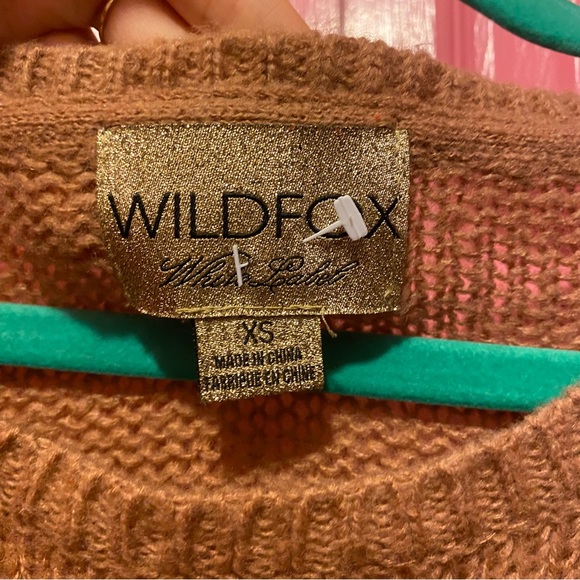 WILDFOX
White Label
XS
MADE IN CHINA
FABRIQUE EN CHINE